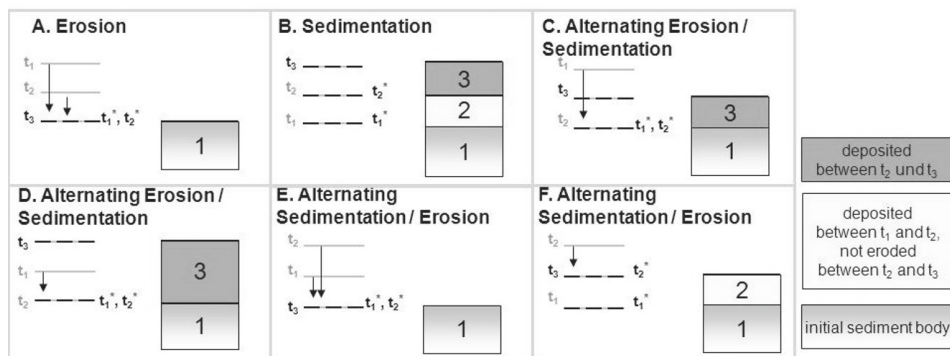 A. Erosion
t1
t2
t3
t1*, t2*
1
B. Sedimentation
t3
t2
t2*
t1
t1*
3
2
1
C. Alternating Erosion /
Sedimentation
t1
t3
t2
t1*, t2*
3
1
D. Alternating Erosion /
Sedimentation
t3
t1
t2
t1*, t2*
3
1
E. Alternating
Sedimentation / Erosion
t2
t1
t3
t1*, t2*
1
F. Alternating
Sedimentation / Erosion
t2
t3
t2*
t1
t1*
2
1
deposited
between t2 und t3
deposited
between t1 and t2,
not eroded
between t2 and t3
initial sediment body